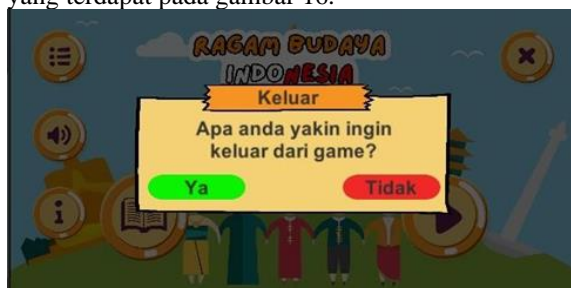 yang terdapat pada gambar 16.
RAGAM BUDAYA
INDONESIA
Keluar
Apa anda yakin ingin
keluar dari game?
Ya
Tidak